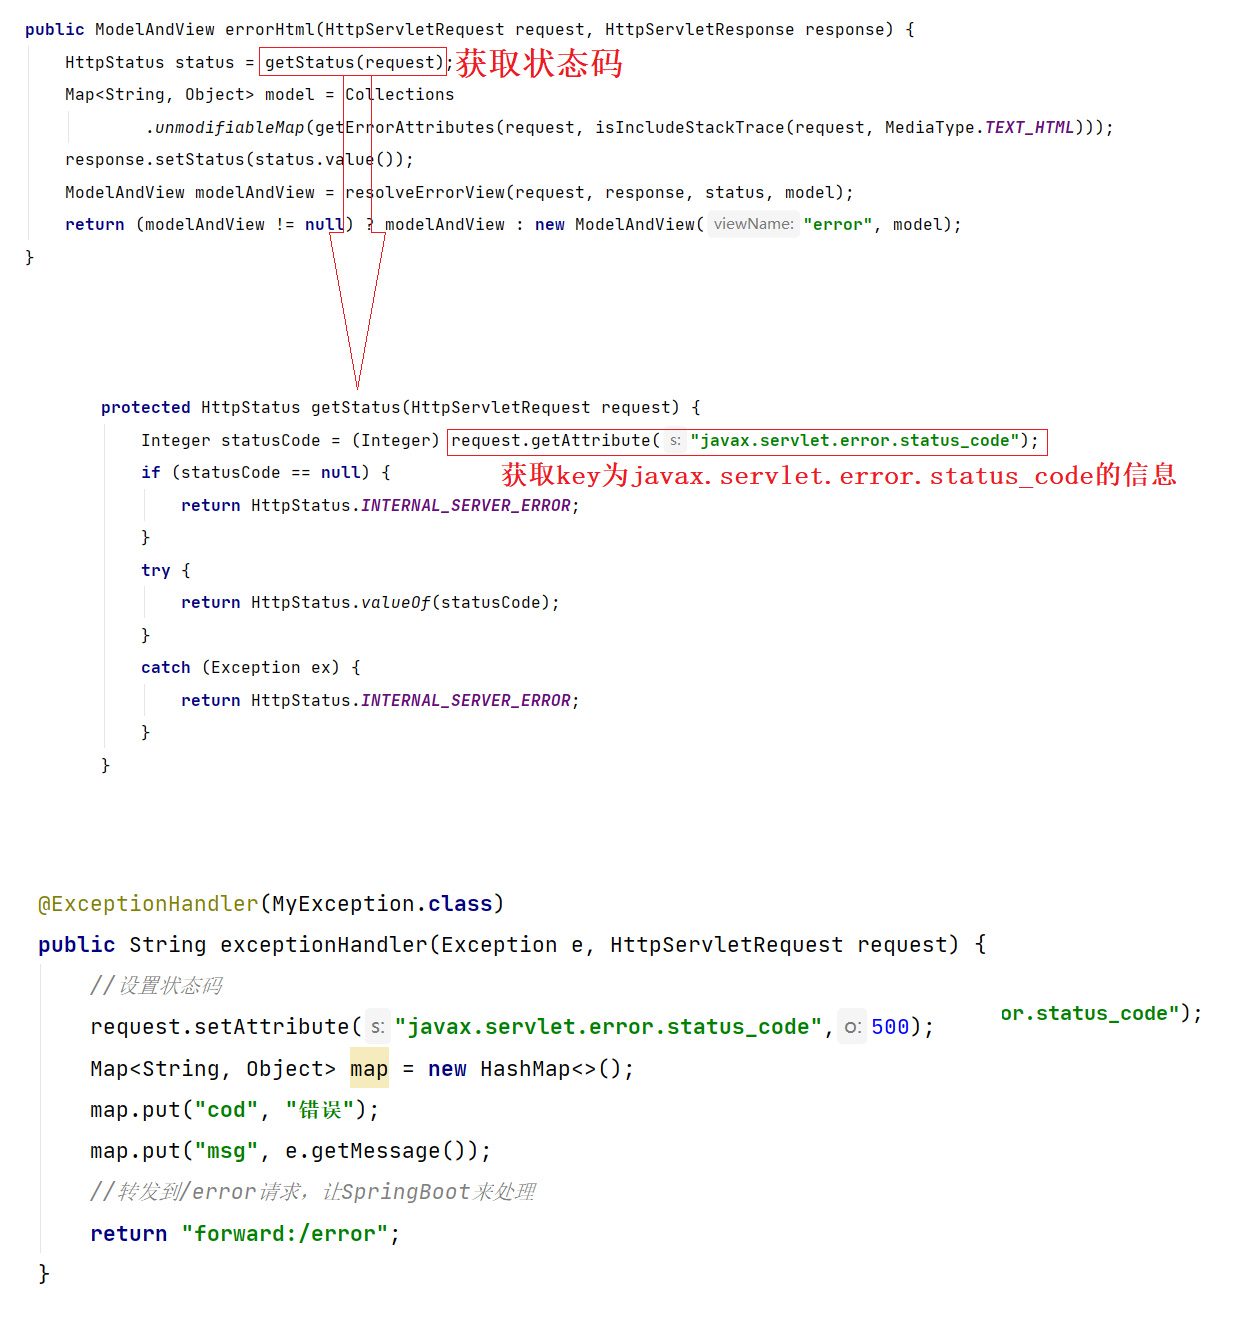 public ModelAndView errorHtml(HttpServletRequest request, HttpServletResponse response) {
HttpStatus status = getStatus(request); 获取状态码
Map<String, Object> model = Collections
.unmodifiableMap(getErrorAttributes(request, isIncludeStackTrace(request, MediaType.TEXT_HTML)));
response.setStatus(status.value());
ModelAndView modelAndView = resolveErrorView(request, response, status, model);
return (modelAndView != null) ? modelAndView : new ModelAndView( viewName: "error", model);
}
protected HttpStatus getStatus(HttpServletRequest request) {
Integer statusCode = (Integer) request.getAttribute( s: "javax.servlet.error.status_code");
if (statusCode == null) {
获取key为javax.servlet.error.status_code的信息
return HttpStatus.INTERNAL_SERVER_ERROR;
}
try {
return HttpStatus.valueOf(statusCode);
}
catch (Exception ex) {
return HttpStatus.INTERNAL_SERVER_ERROR;
}
}
@ExceptionHandler(MyException.class)
public String exceptionHandler(Exception e, HttpServletRequest request) {
//设置状态码
or.status_code");
request.setAttribute( s: "javax.servlet.error.status_code", o: 500);
Map<String, Object> map = new HashMap<>();
map.put("cod", "错误");
map.put("msg", e.getMessage());
//转发到/error请求，让SpringBoot来处理
return "forward:/error";
}